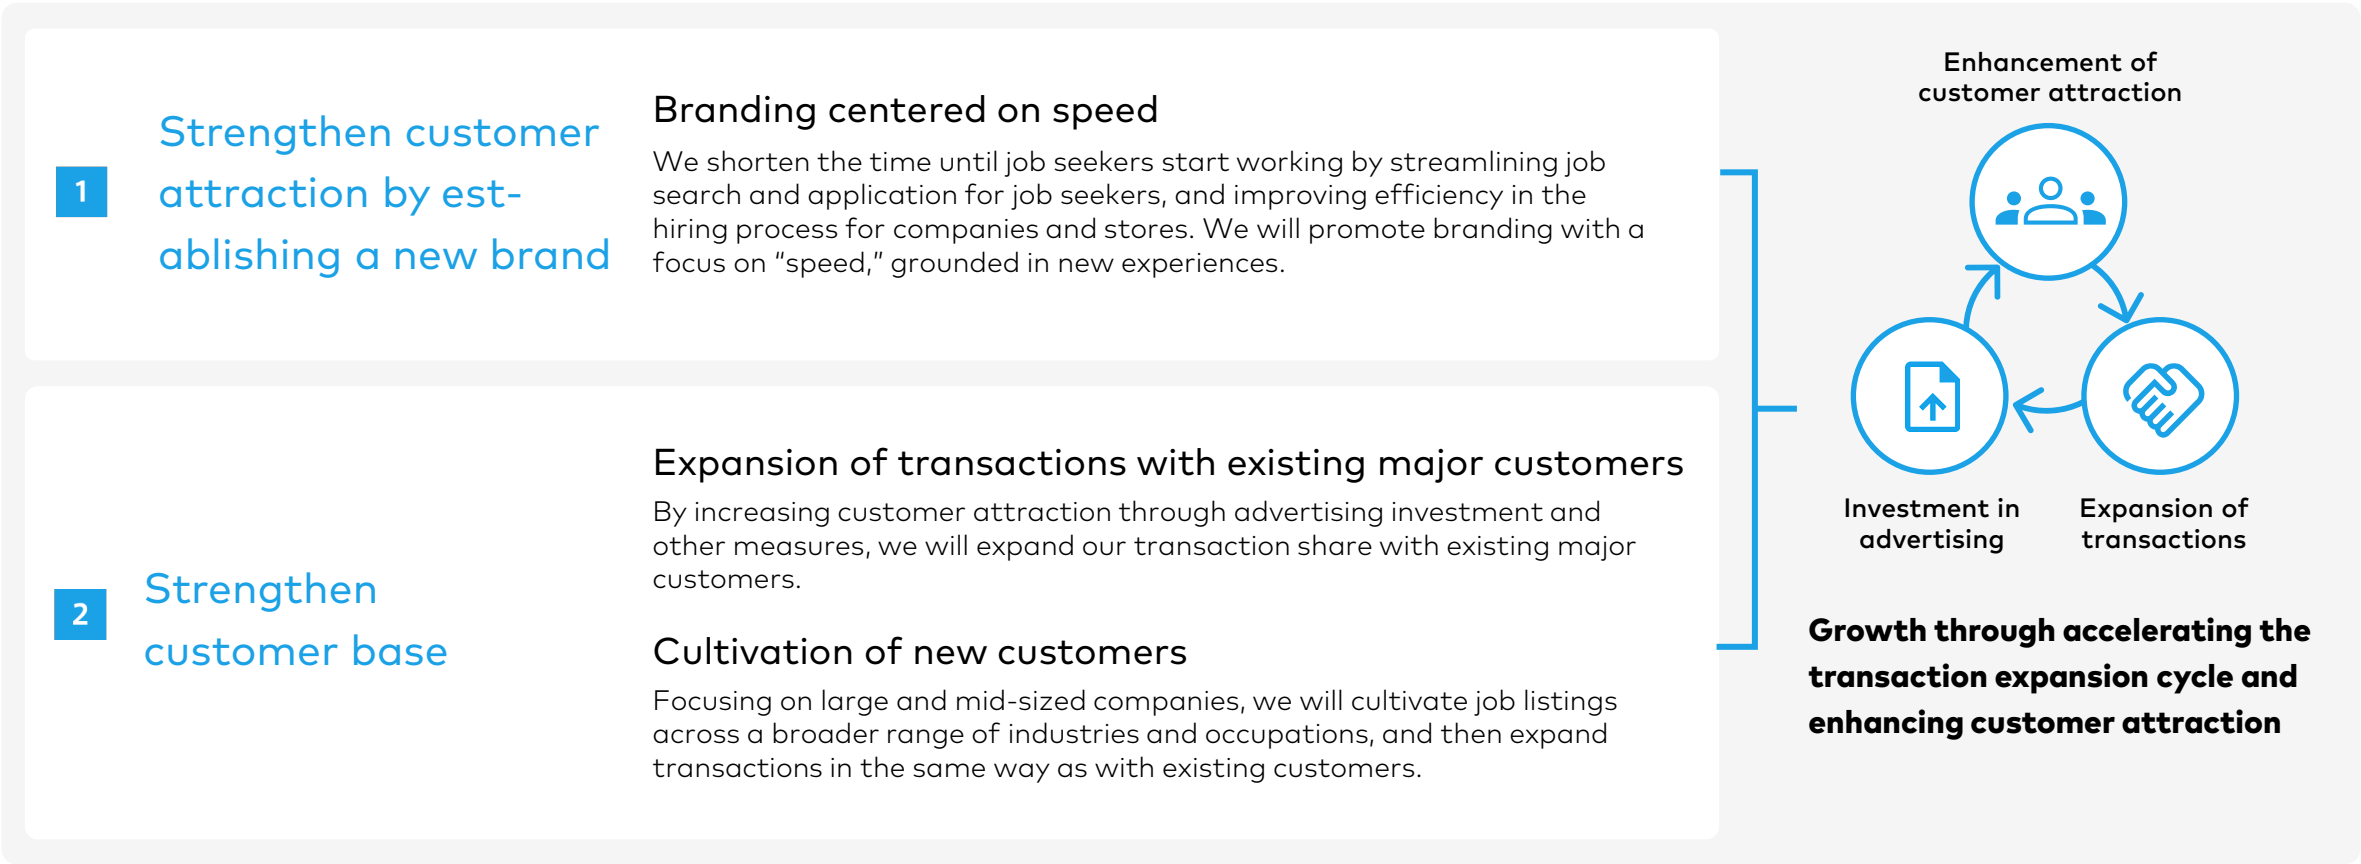 1
Strengthen customer
attraction by est-
ablishing a new brand
Branding centered on speed
We shorten the time until job seekers start working by streamlining job
search and application for job seekers, and improving efficiency in the
hiring process for companies and stores. We will promote branding with a
focus on “speed,” grounded in new experiences.
2
Strengthen
customer base
Expansion of transactions with existing major customers
By increasing customer attraction through advertising investment and
other measures, we will expand our transaction share with existing major
customers.
Cultivation of new customers
Focusing on large and mid-sized companies, we will cultivate job listings
across a broader range of industries and occupations, and then expand
transactions in the same way as with existing customers.
Enhancement of
customer attraction
Investment in
advertising
Expansion of
transactions
Growth through accelerating the
transaction expansion cycle and
enhancing customer attraction